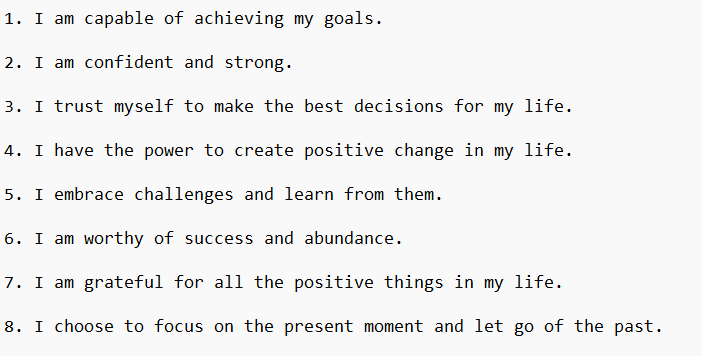 1. I am capable of achieving my goals.
2. I am confident and strong.
3. I trust myself to make the best decisions for my life.
4. I have the power to create positive change in my life.
5. I embrace challenges and learn from them.
6. I am worthy of success and abundance.
7. I am grateful for all the positive things in my life.
8. I choose to focus on the present moment and let go of the past.